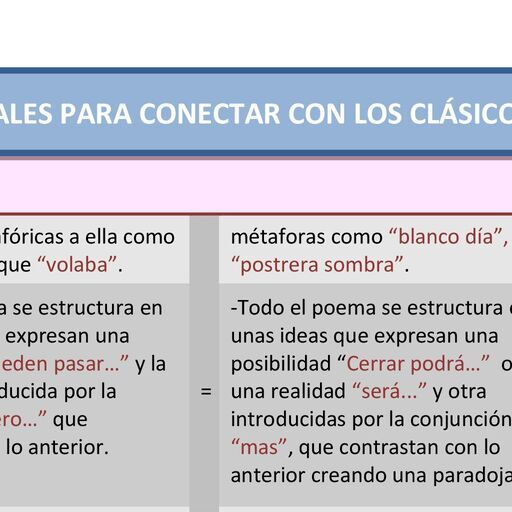 ALES PARA CONECTAR CON LOS CLÁSICO
afóricas a ella como
que “volaba”.
métaforas como “blanco día”,
“postrera sombra”.
a se estructura en
expresan una
eden pasar…” y la
ducida por la
ero…” que
lo anterior.
=
-Todo el poema se estructura
unas ideas que expresan una
posibilidad “Cerrar podrá…” o
una realidad “será...” y otra
introducidas por la conjunción
“mas”, que contrastan con lo
anterior creando una paradoja